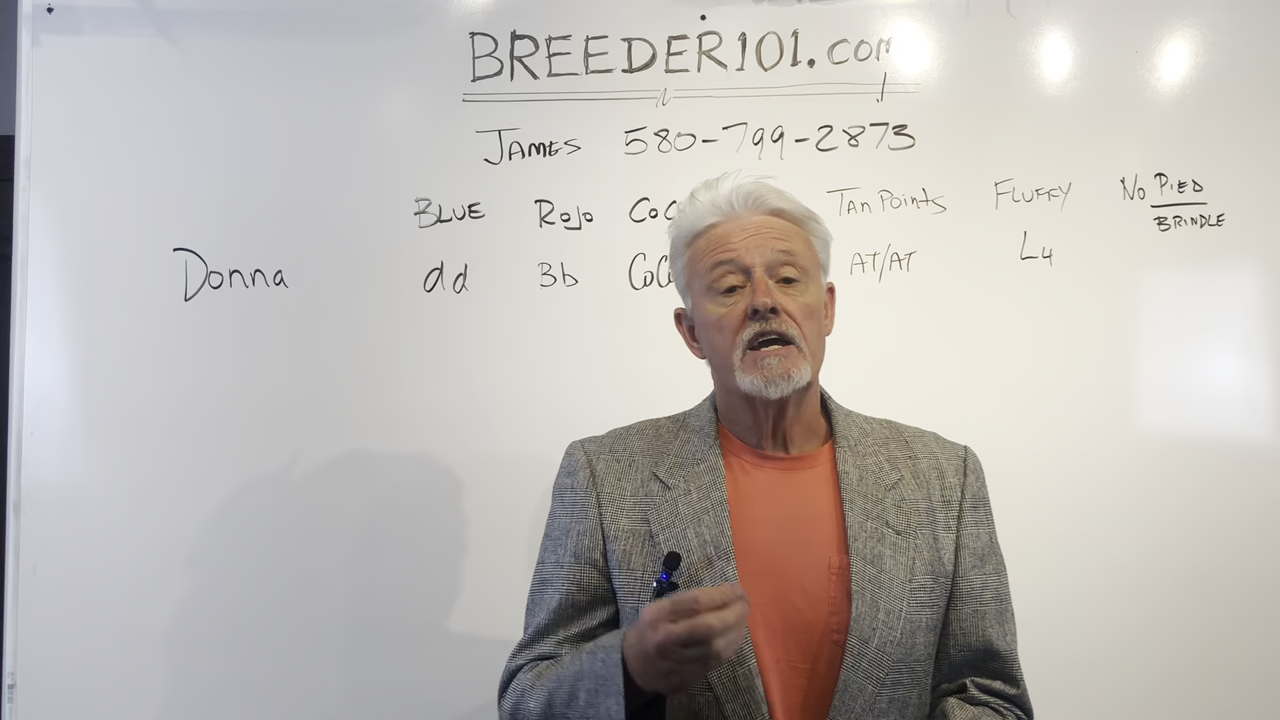 BREEDER101.com
JAMES 580-799-2873
BLUE Rojo TAN Points FLUFFY No PIED
BRINDLE
Donna dd Bb AT/AT L4